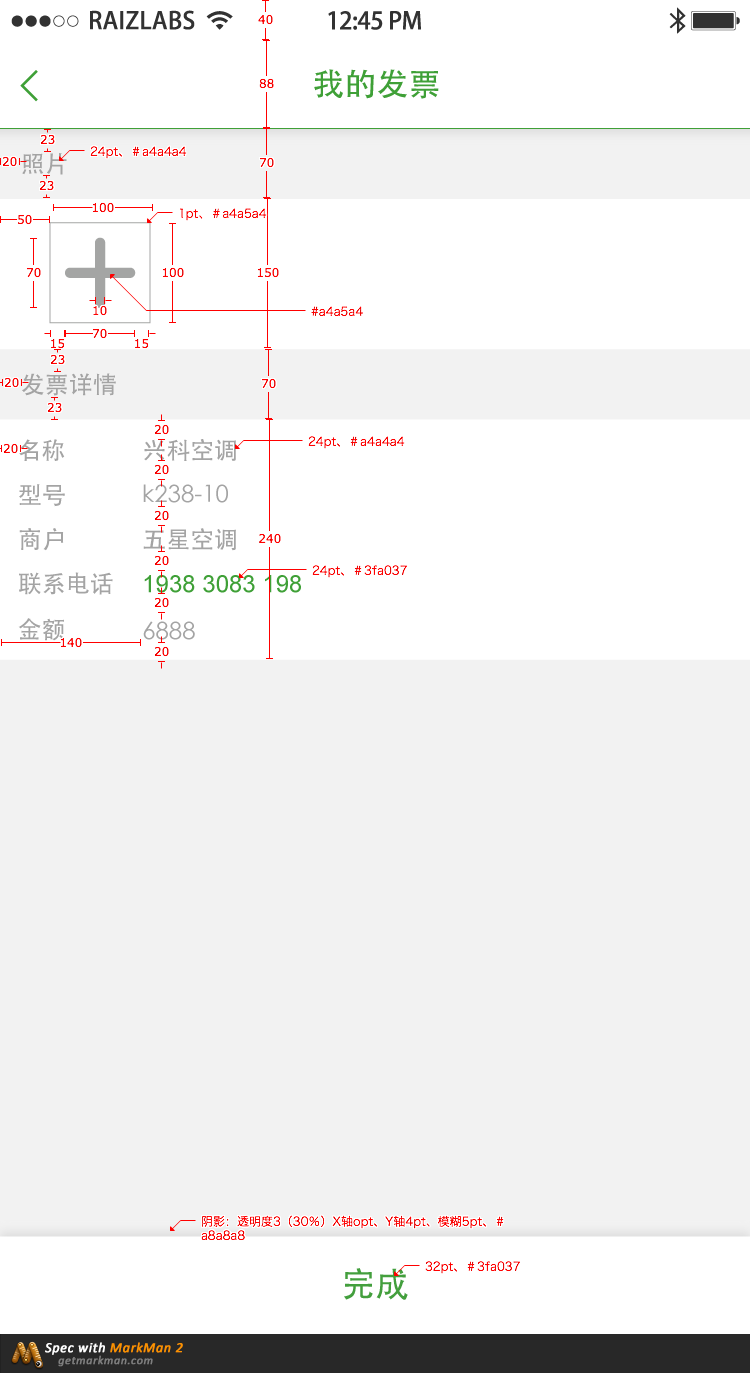 RAIZLABS 12:45 PM
40
88
我的发票
23
24pt、#a4a4a4
20 照片
70
23
100
1pt、#a4a5a4
50
70
100
150
10
#a4a5a4
70
15 15
23
20 发票详情
70
23
20
24pt、#a4a4a4
20 名称 兴科空调
20
型号 k238-10
20
商户 五星空调
240
20
24pt、#3fa037
联系电话 1938 3083 198
20
金额 6888
140
20
阴影：透明度3（30%）X轴opt、Y轴4pt、模糊5pt、#
a8a8a8
32pt、#3fa037
完成
Spec with MarkMan 2
getmarkman.com